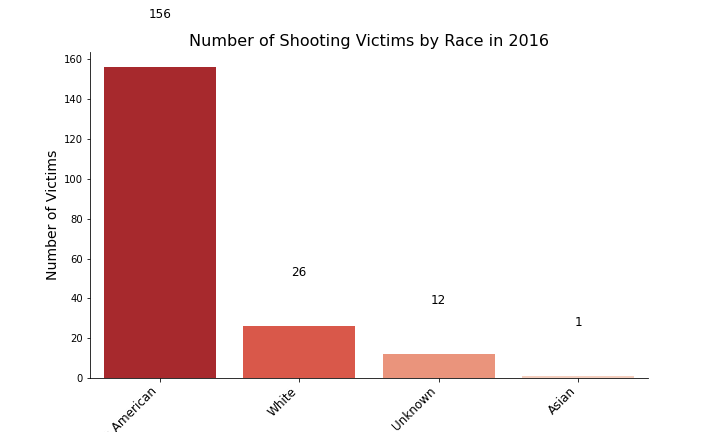 156
Number of Shooting Victims by Race in 2016
160
140
120
100
80
60
40
20
0
Number of Victims
26
12
1
American
White
Unknown
Asian